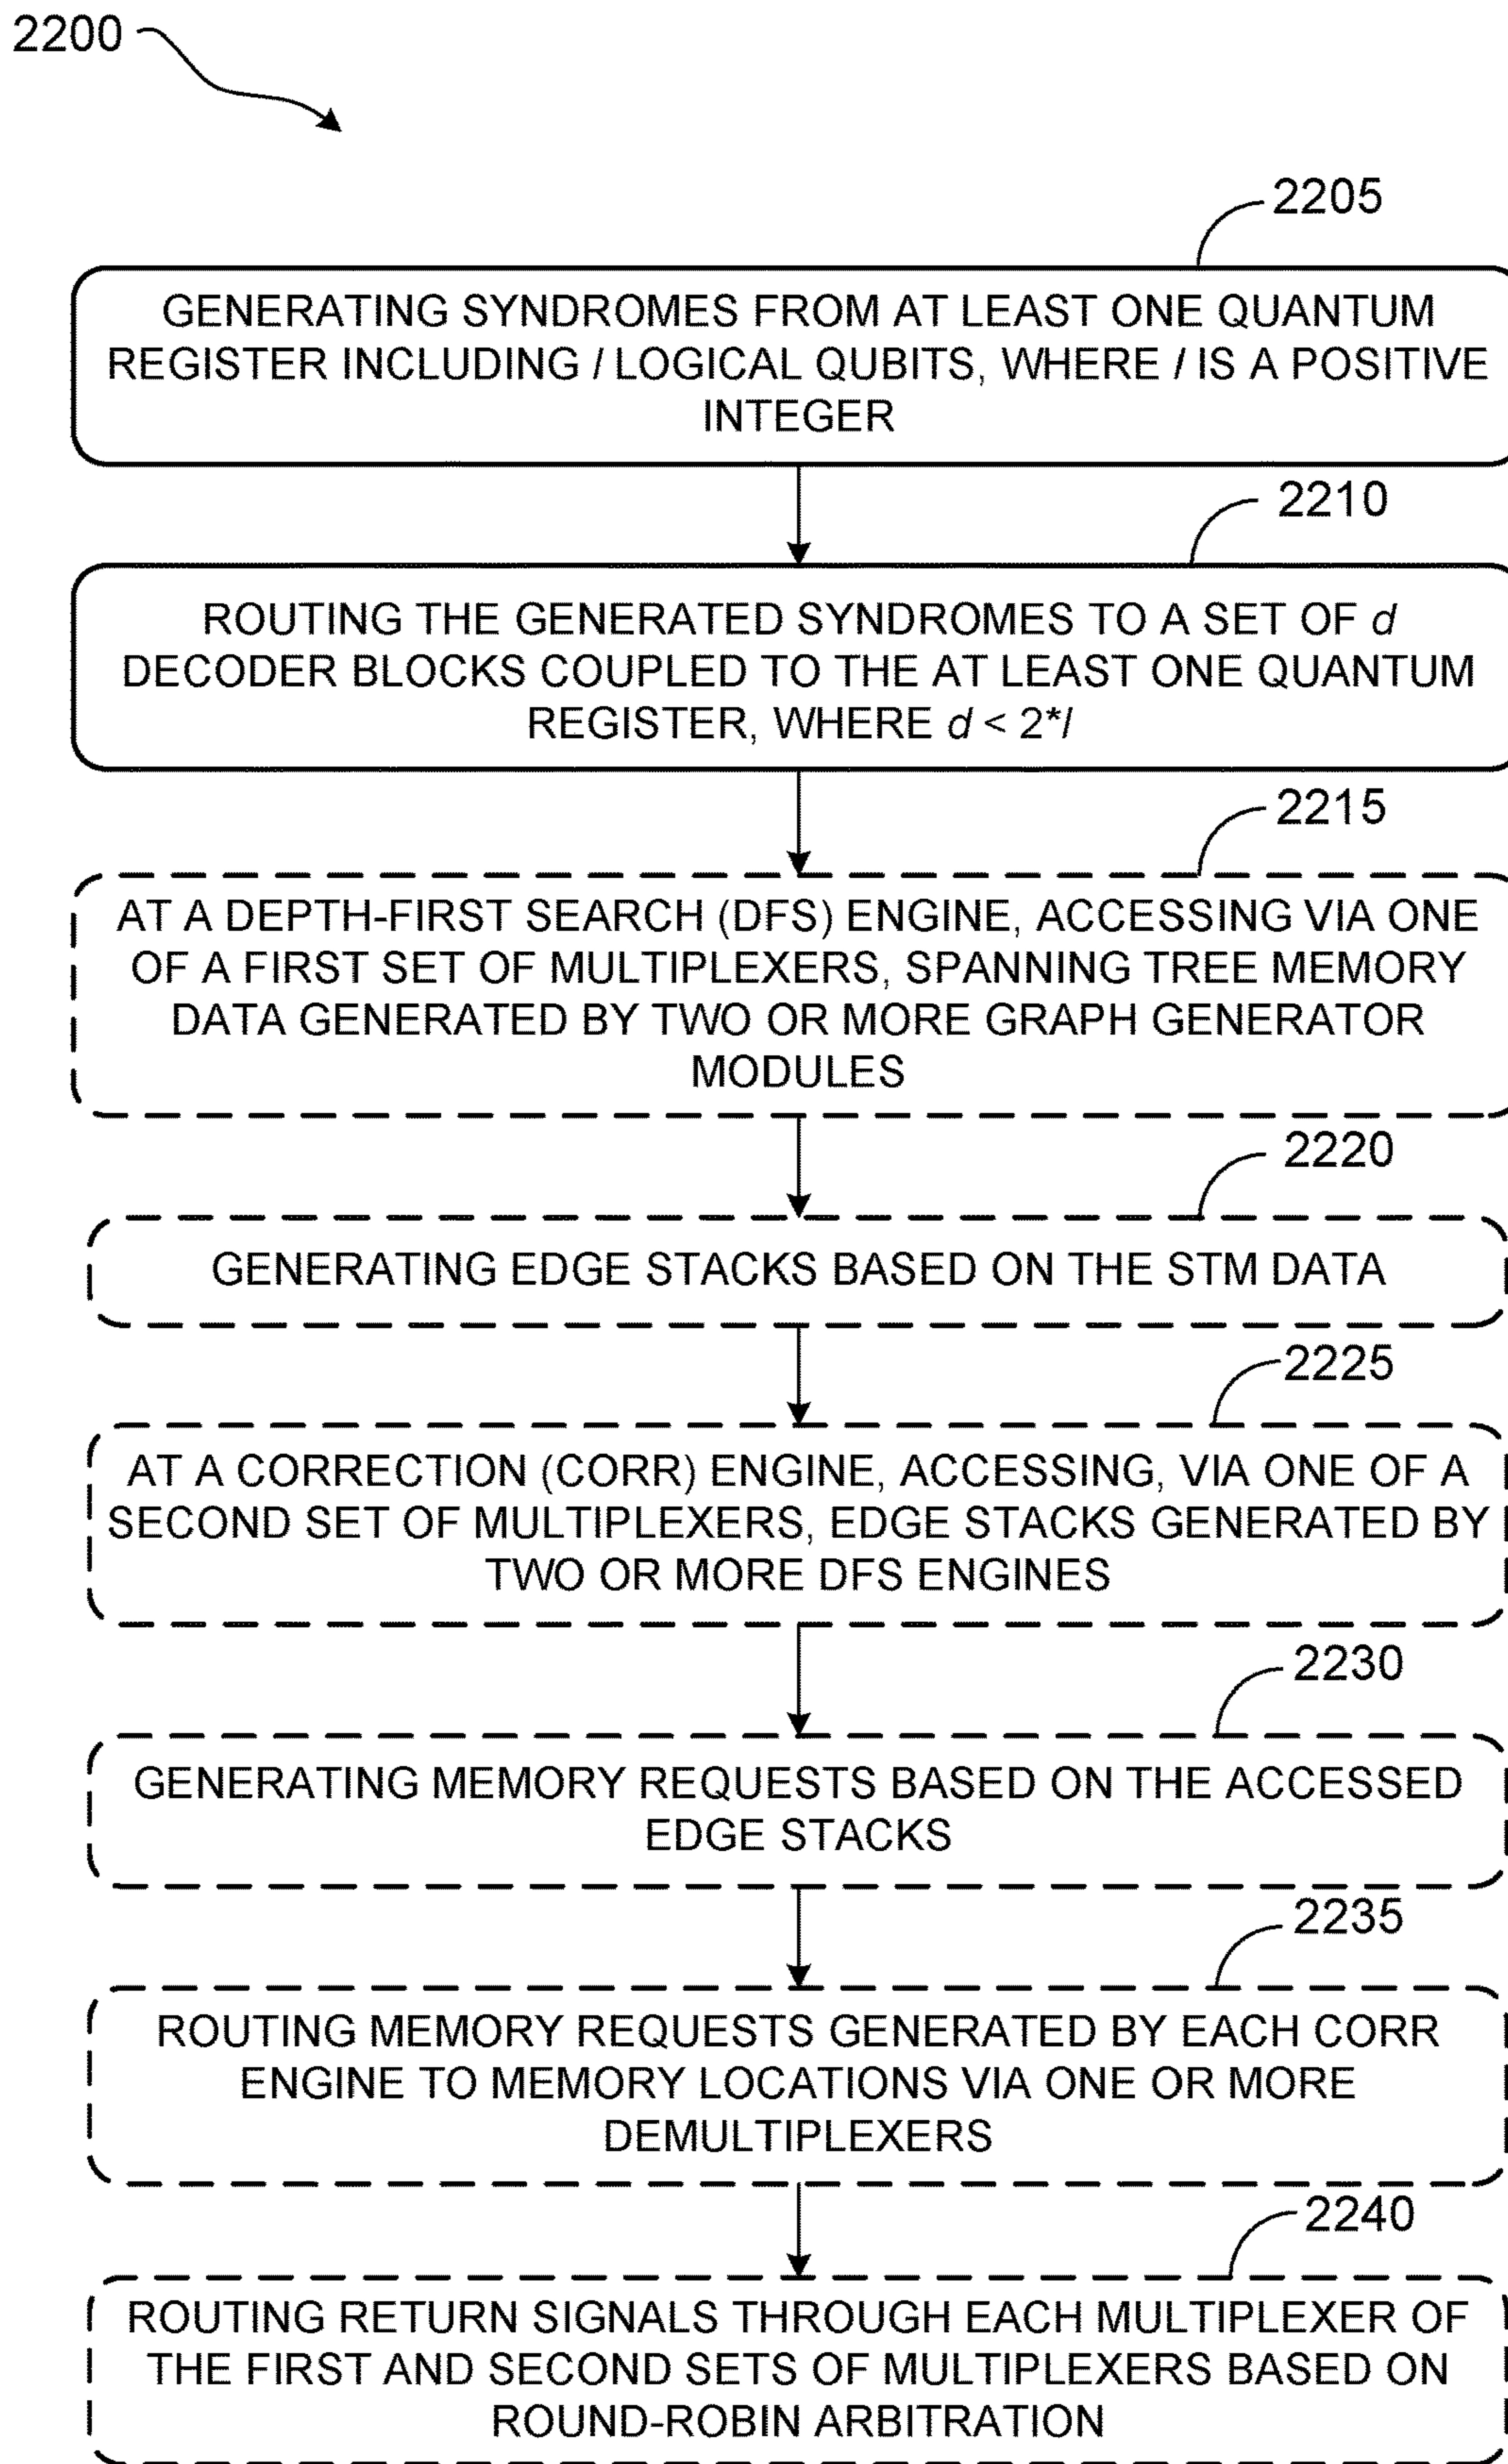 2200
2205
GENERATING SYNDROMES FROM AT LEAST ONE QUANTUM
REGISTER INCLUDING l LOGICAL QUBITS, WHERE l IS A POSITIVE
INTEGER
2210
ROUTING THE GENERATED SYNDROMES TO A SET OF d
DECODER BLOCKS COUPLED TO THE AT LEAST ONE QUANTUM
REGISTER, WHERE d < 2*l
2215
AT A DEPTH-FIRST SEARCH (DFS) ENGINE, ACCESSING VIA ONE
OF A FIRST SET OF MULTIPLEXERS, SPANNING TREE MEMORY
DATA GENERATED BY TWO OR MORE GRAPH GENERATOR
MODULES
2220
GENERATING EDGE STACKS BASED ON THE STM DATA
2225
AT A CORRECTION (CORR) ENGINE, ACCESSING, VIA ONE OF A
SECOND SET OF MULTIPLEXERS, EDGE STACKS GENERATED BY
TWO OR MORE DFS ENGINES
2230
GENERATING MEMORY REQUESTS BASED ON THE ACCESSED
EDGE STACKS
2235
ROUTING MEMORY REQUESTS GENERATED BY EACH CORR
ENGINE TO MEMORY LOCATIONS VIA ONE OR MORE
DEMULTIPLEXERS
2240
ROUTING RETURN SIGNALS THROUGH EACH MULTIPLEXER OF
THE FIRST AND SECOND SETS OF MULTIPLEXERS BASED ON
ROUND-ROBIN ARBITRATION